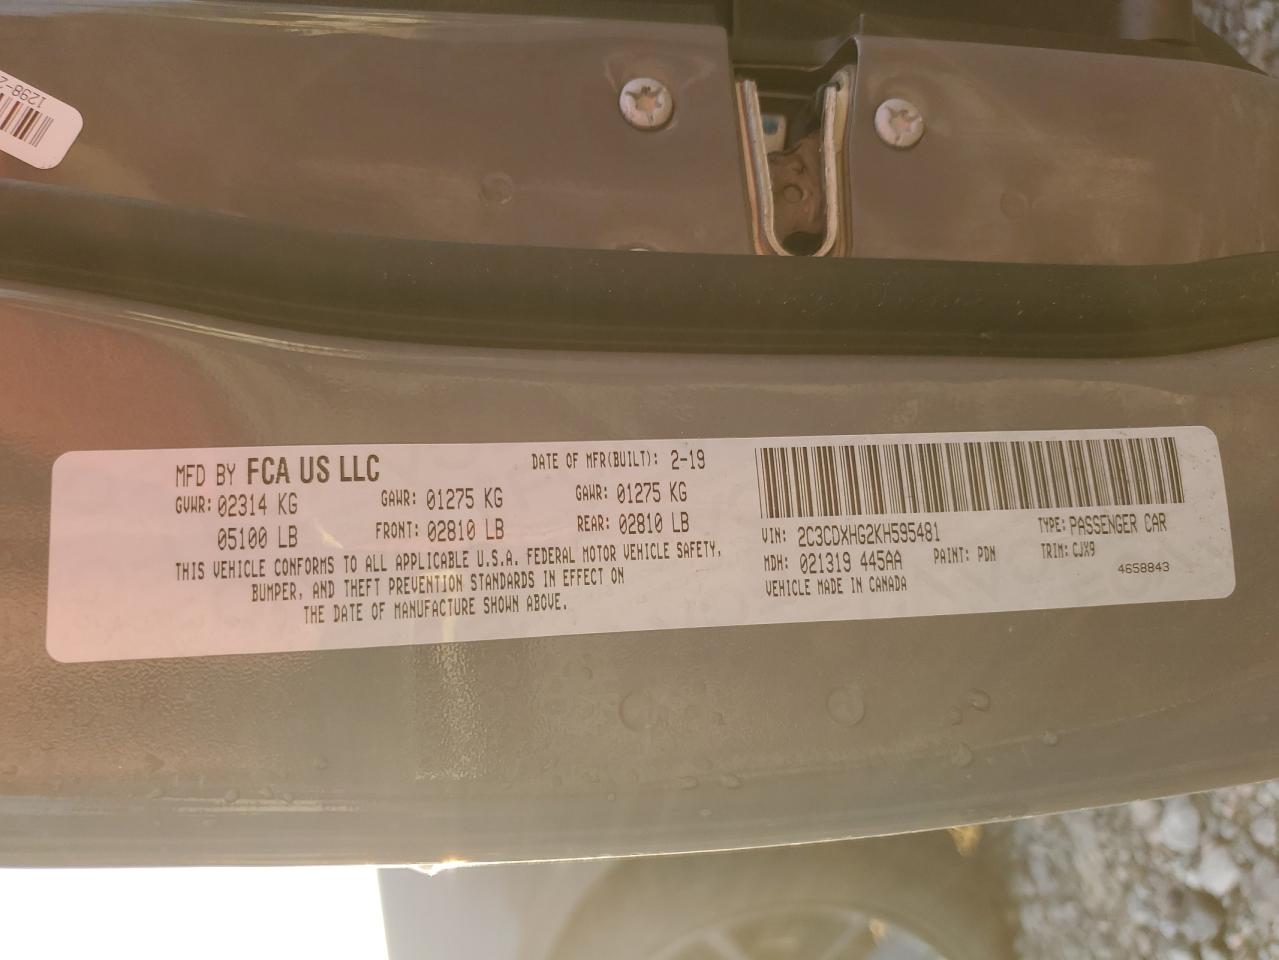 1298-2
MFD BY FCA US LLC
DATE OF MFR(BUILT): 2-19
GVWR: 02314 KG
GAWR: 01275 KG
GAWR: 01275 KG
05100 LB
FRONT: 02810 LB
REAR: 02810 LB
THIS VEHICLE CONFORMS TO ALL APPLICABLE U.S.A. FEDERAL MOTOR VEHICLE SAFETY,
BUMPER, AND THEFT PREVENTION STANDARDS IN EFFECT ON
THE DATE OF MANUFACTURE SHOWN ABOVE.
VIN: 2C3CDXHG2KH595481
TYPE: PASSENGER CAR
MDH: 021319 445AA
PAINT: PDN
TRIM: CJX9
VEHICLE MADE IN CANADA
4658843